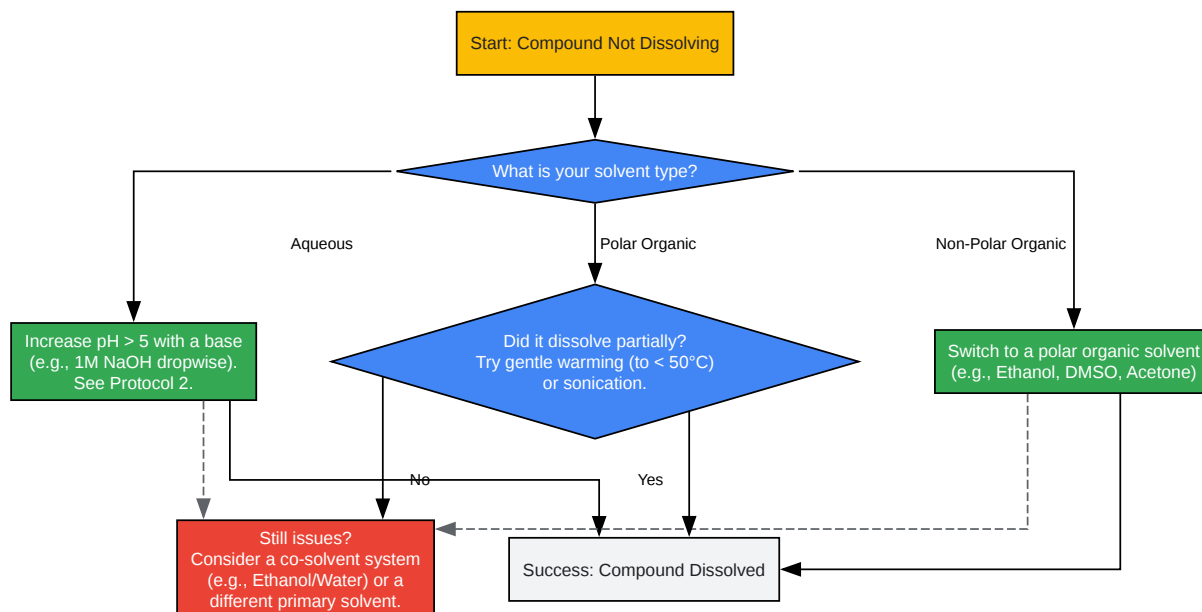 Start: Compound Not Dissolving
What is your solvent type?
Aqueous
Polar Organic
Non-Polar Organic
Increase pH > 5 with a base
(e.g., 1M NaOH dropwise).
See Protocol 2.
Did it dissolve partially?
Try gentle warming (to < 50°C)
or sonication.
Switch to a polar organic solvent
(e.g., Ethanol, DMSO, Acetone)
No
Yes
Still issues?
Consider a co-solvent system
(e.g., Ethanol/Water) or a
different primary solvent.
Success: Compound Dissolved